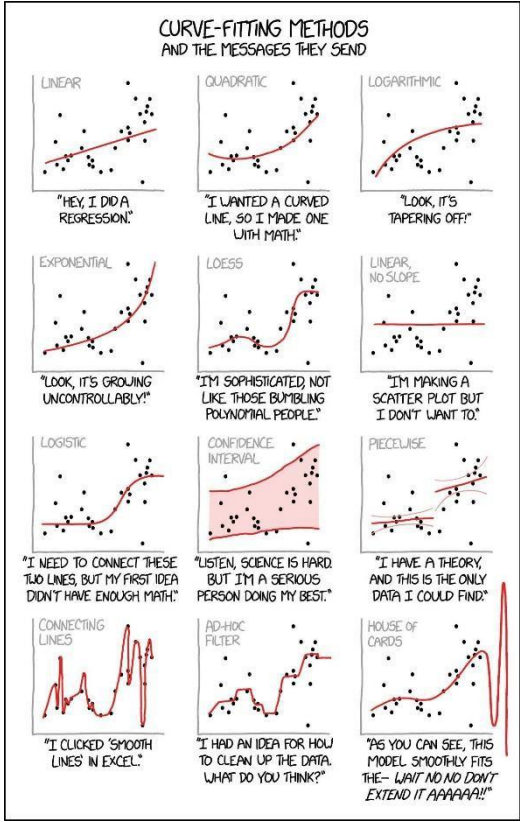 CURVE-FITTING METHODS
AND THE MESSAGES THEY SEND
LINEAR
"HEY, I DID A
REGRESSION."
QUADRATIC
"I WANTED A CURVED
LINE, SO I MADE ONE
WITH MATH."
LOGARITHMIC
"LOOK, IT'S
TAPERING OFF!"
EXPONENTIAL
"LOOK, IT'S GROWING
UNCONTROLLABLY!"
LOESS
"I'M SOPHISTICATED, NOT
LIKE THOSE BUMBLING
POLYNOMIAL PEOPLE."
LINEAR,
NO SLOPE
"I'M MAKING A
SCATTER PLOT BUT
I DON'T WANT TO."
LOGISTIC
"I NEED TO CONNECT THESE
TWO LINES, BUT MY FIRST IDEA
DIDN'T HAVE ENOUGH MATH."
CONFIDENCE
INTERVAL
"LISTEN, SCIENCE IS HARD.
BUT I'M A SERIOUS
PERSON DOING MY BEST."
PIECEWISE
"I HAVE A THEORY,
AND THIS IS THE ONLY
DATA I COULD FIND."
CONNECTING
LINES
"I CLICKED 'SMOOTH
LINES' IN EXCEL."
AD-HOC
FILTER
"I HAD AN IDEA FOR HOW
TO CLEAN UP THE DATA.
WHAT DO YOU THINK?"
HOUSE OF
CARDS
"AS YOU CAN SEE, THIS
MODEL SMOOTHLY FITS
THE- WAIT NO NO DON'T
EXTEND IT AAAAAA!!"